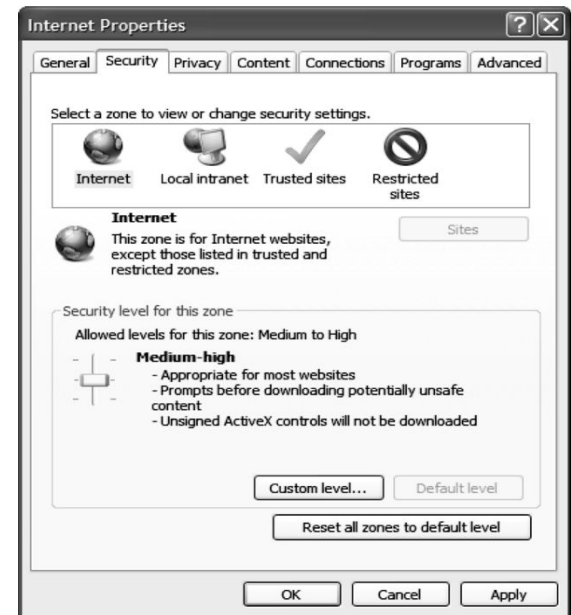 Internet Properties
General Security Privacy Content Connections Programs Advanced
Select a zone to view or change security settings.
Internet Local intranet Trusted sites Restricted
sites
Internet
Sites
This zone is for Internet websites,
except those listed in trusted and
restricted zones.
Security level for this zone
Allowed levels for this zone: Medium to High
Medium-high
- Appropriate for most websites
- Prompts before downloading potentially unsafe
content
- Unsigned ActiveX controls will not be downloaded
Custom level... Default level
Reset all zones to default level
OK Cancel Apply